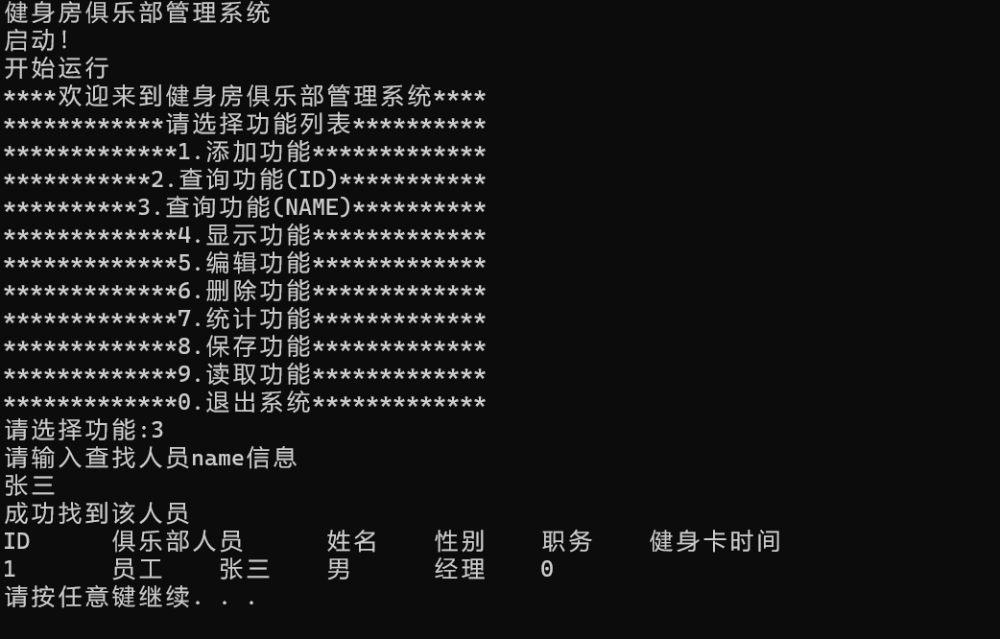 健身房俱乐部管理系统
启动!
开始运行
****欢迎来到健身房俱乐部管理系统****
************请选择功能列表**********
*************1.添加功能*************
***********2.查询功能(ID)***********
**********3.查询功能(NAME)**********
*************4.显示功能*************
*************5.编辑功能*************
*************6.删除功能*************
*************7.统计功能*************
*************8.保存功能*************
*************9.读取功能*************
*************0.退出系统*************
请选择功能:3
请输入查找人员name信息
张三
成功找到该人员
ID      俱乐部人员      姓名    性别    职务    健身卡时间
1       员工    张三    男      经理    0
请按任意键继续. . .